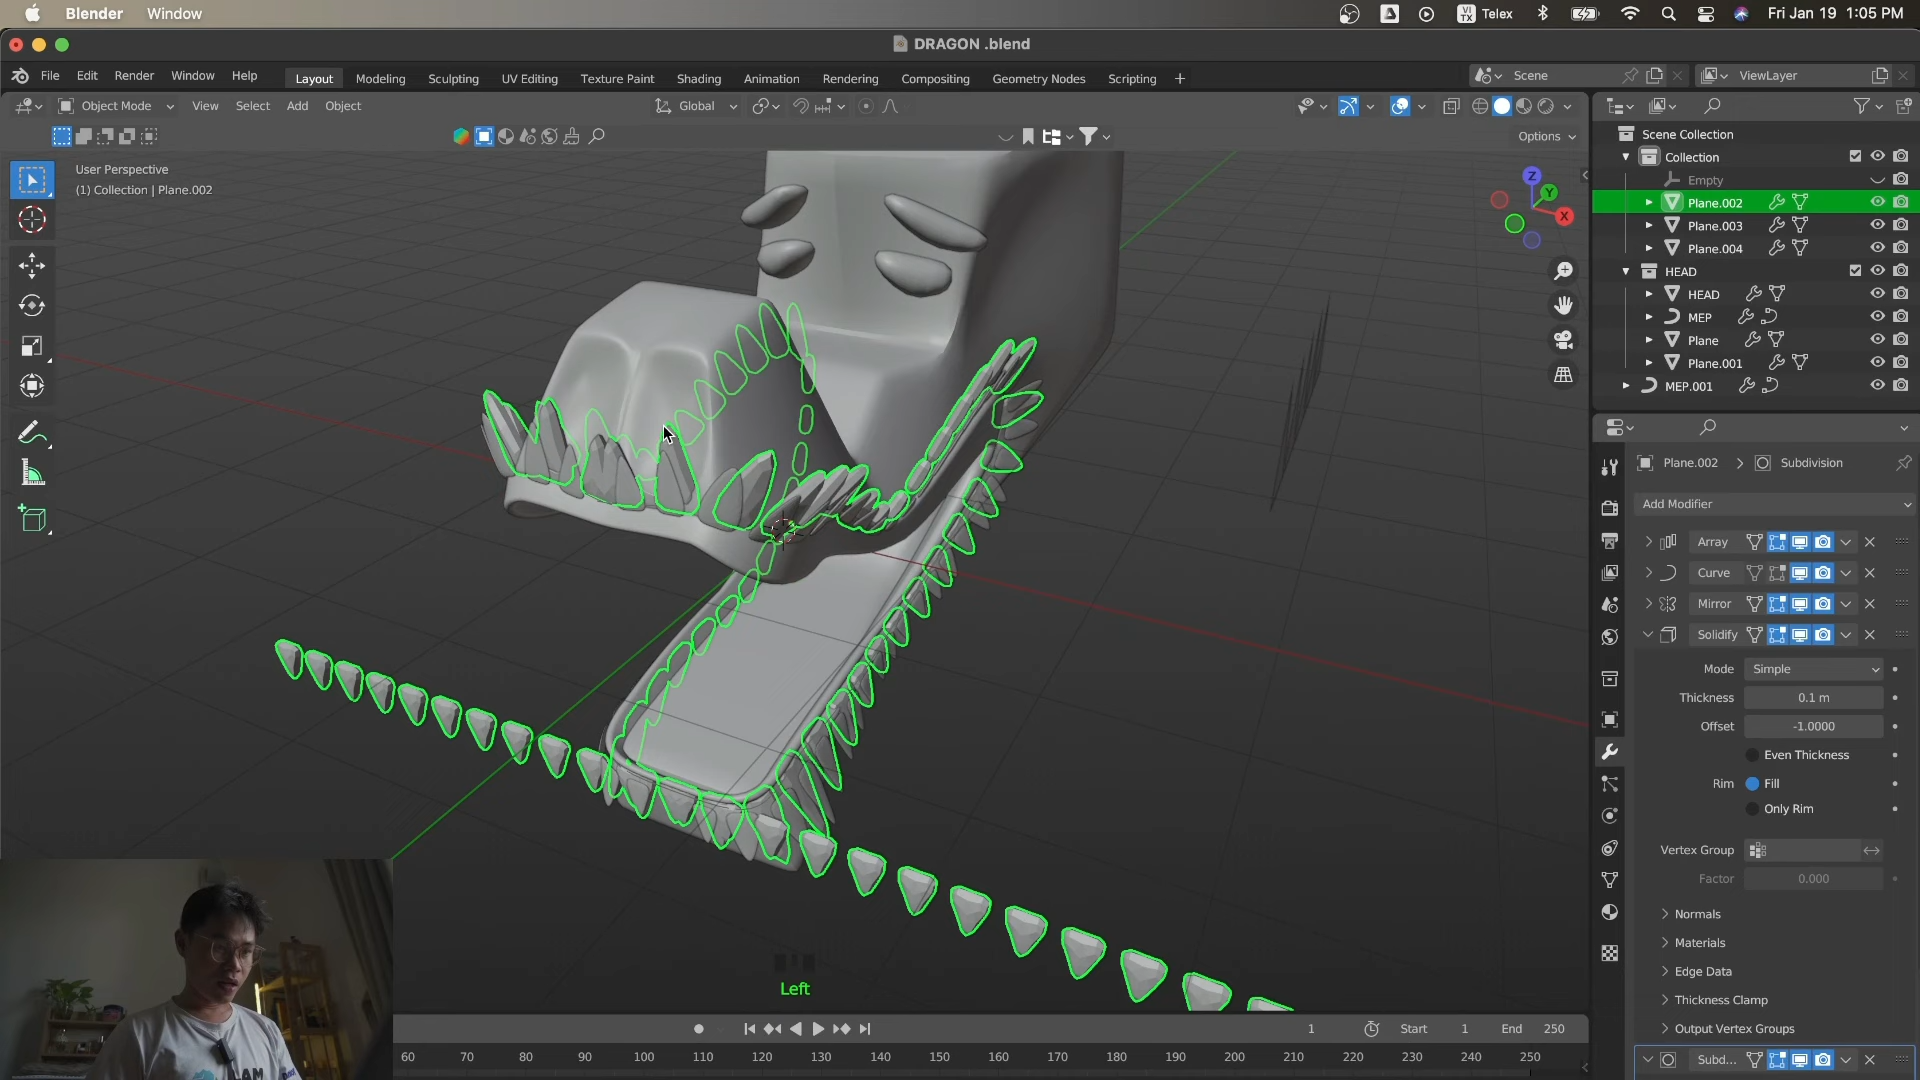 Blender Window
VI TX Telex Fri Jan 19 1:05 PM
DRAGON .blend
File Edit Render Window Help Layout Modeling Sculpting UV Editing Texture Paint Shading Animation Rendering Compositing Geometry Nodes Scripting + Scene ViewLayer
Object Mode View Select Add Object Global
Options
User Perspective
(1) Collection | Plane.002
Z
Y
X
Scene Collection
Collection
Empty
Plane.002
Plane.003
Plane.004
HEAD
HEAD
MEP
Plane
Plane.001
MEP.001
Plane.002 > Subdivision
Add Modifier
Array
Curve
Mirror
Solidify
Mode Simple
Thickness 0.1 m
Offset -1.0000
Even Thickness
Rim Fill
Only Rim
Vertex Group
Factor 0.000
Normals
Materials
Edge Data
Thickness Clamp
Output Vertex Groups
Subd...
Left
1 Start 1 End 250
60 70 80 90 100 110 120 130 140 150 160 170 180 190 200 210 220 230 240 250